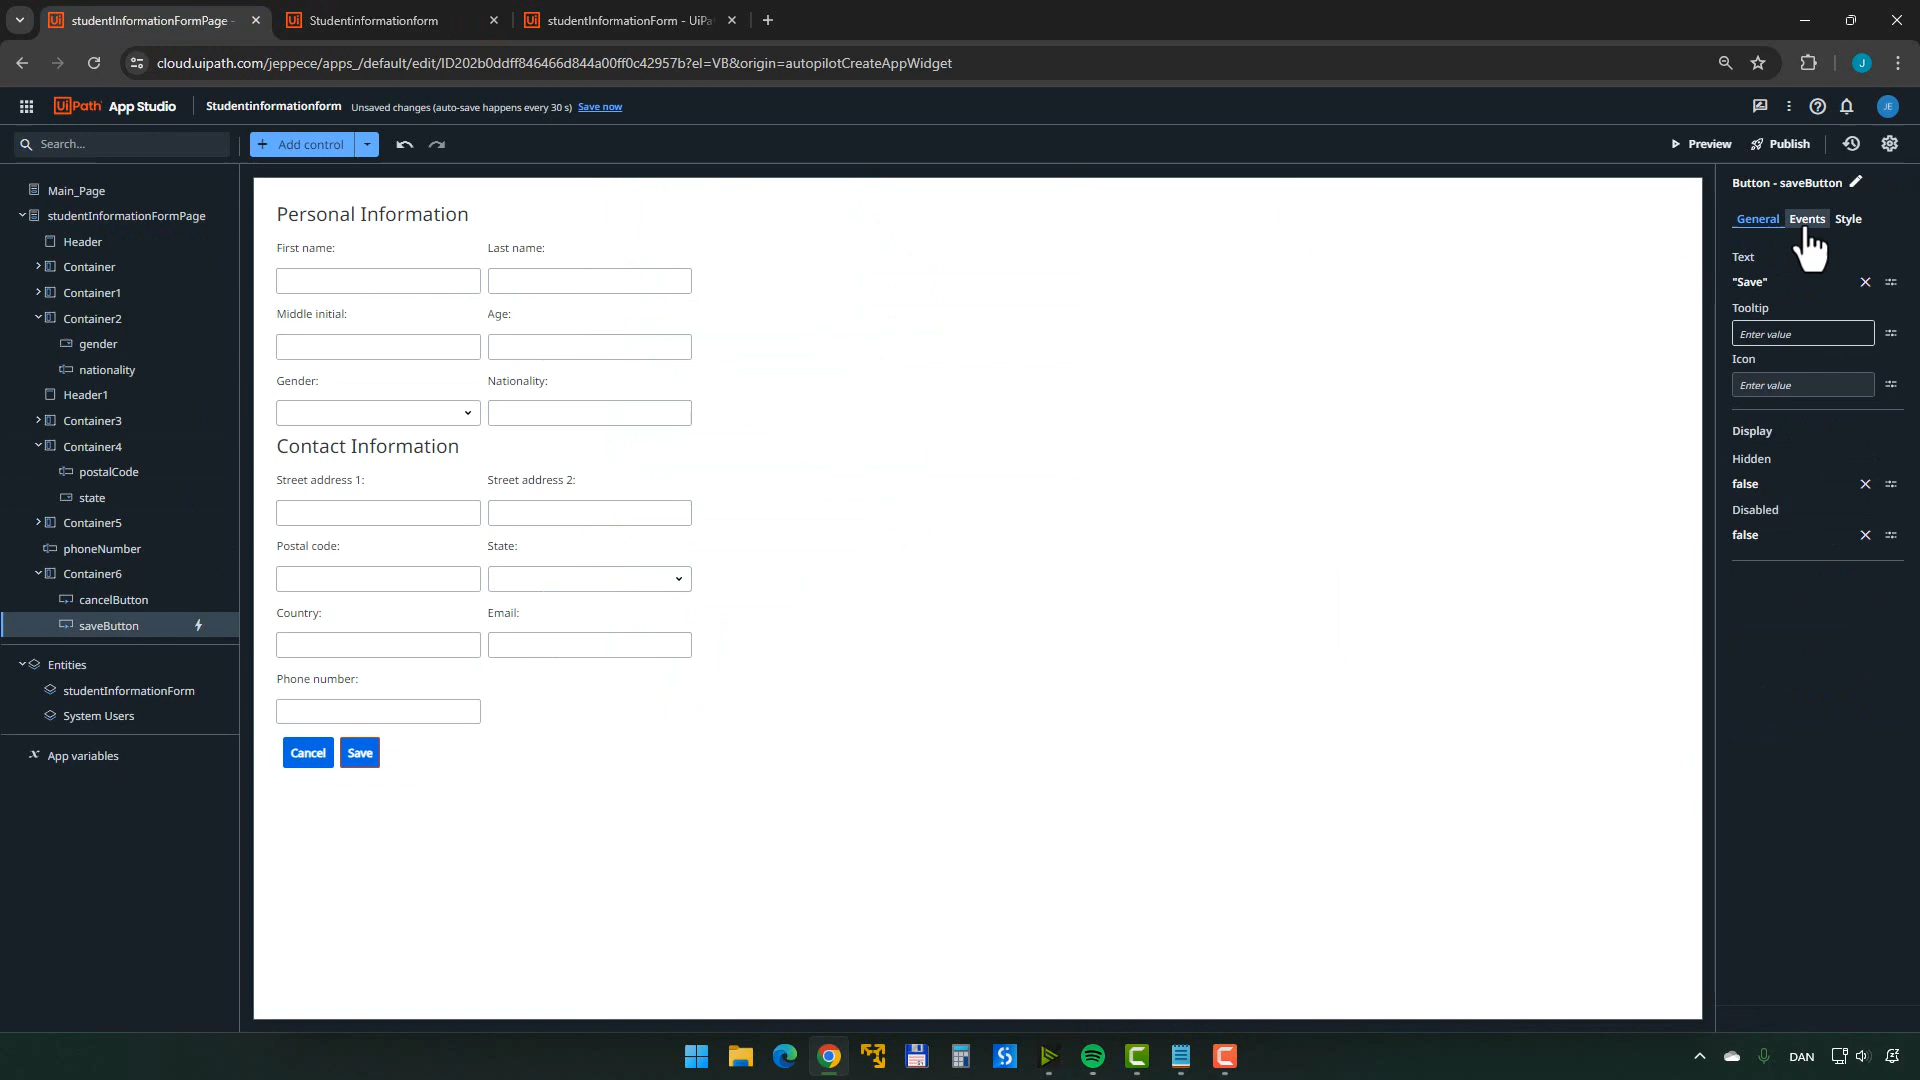 studentInformationFormPage -
Studentinformationform
studentInformationForm - UiPa
cloud.uipath.com/jeppece/apps_/default/edit/ID202b0ddff846466d844a00ff0c42957b?el=VB&origin=autopilotCreateAppWidget
J
UiPath App Studio
Studentinformationform
Unsaved changes (auto-save happens every 30 s) Save now
JE
Search...
Add control
Preview
Publish
Main_Page
studentInformationFormPage
Header
Container
Container1
Container2
gender
nationality
Header1
Container3
Container4
postalCode
state
Container5
phoneNumber
Container6
cancelButton
saveButton
Entities
studentInformationForm
System Users
App variables
Personal Information
First name:
Last name:
Middle initial:
Age:
Gender:
Nationality:
Contact Information
Street address 1:
Street address 2:
Postal code:
State:
Country:
Email:
Phone number:
Cancel
Save
Button - saveButton
General Events Style
Text
"Save"
Tooltip
Enter value
Icon
Enter value
Display
Hidden
false
Disabled
false
DAN